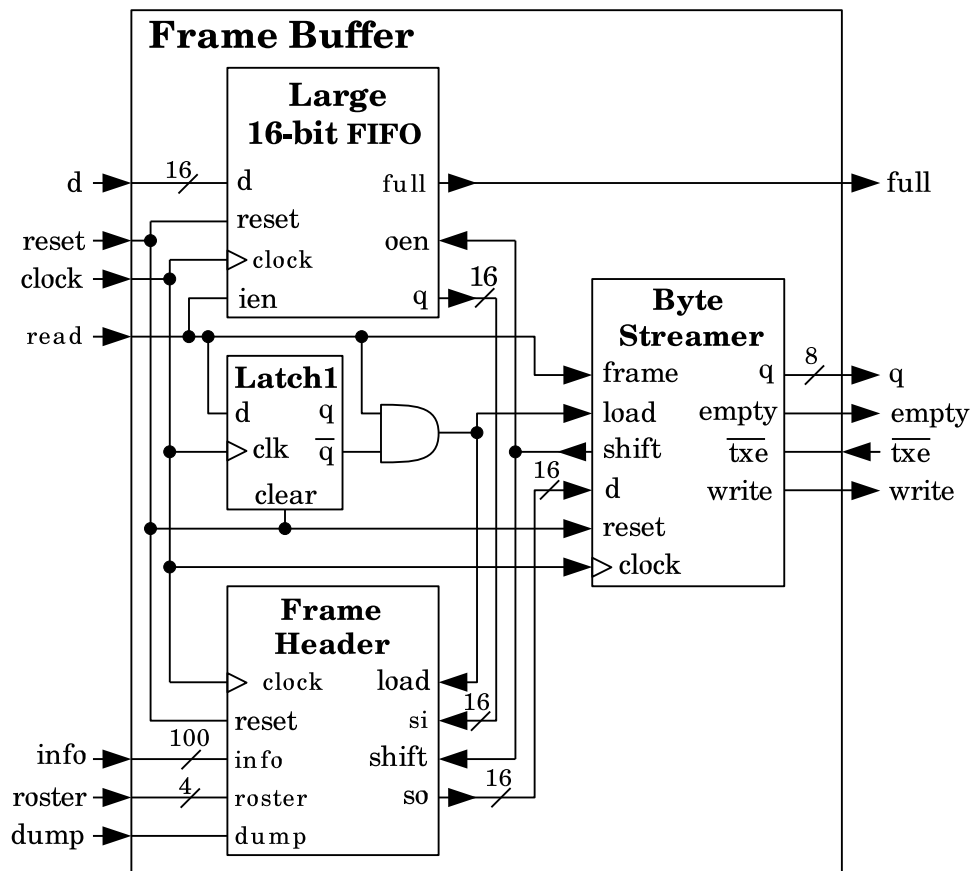 Frame Buffer
Large
16-bit FIFO
d
16
d
full
full
reset
reset
oen
clock
clock
16
ien
q
read
Byte
Streamer
Latch1
frame
q
8
q
d
q
load
empty
empty
clk
q
shift
txe
txe
16
d
write
write
clear
reset
clock
Frame
Header
clock
load
16
reset
si
info
100
info
shift
roster
4
roster
so
16
dump
dump